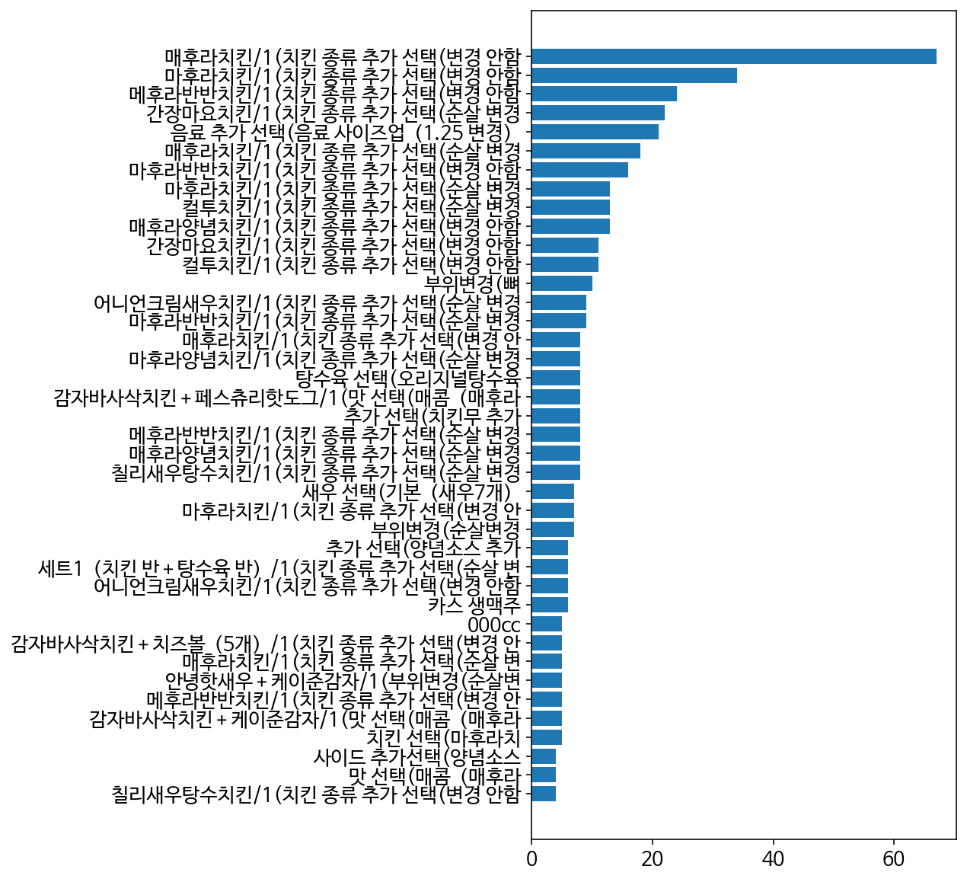 매후라치킨/1(치킨 종류 추가 선택(변경 안함
마후라치킨/1(치킨 종류 추가 선택(변경 안함
메후라반반치킨/1(치킨 종류 추가 선택(변경 안함
간장마요치킨/1(치킨 종류 추가 선택(순살 변경
음료 추가 선택(음료 사이즈업 (1.25 변경)
매후라치킨/1(치킨 종류 추가 선택(순살 변경
마후라반반치킨/1(치킨 종류 추가 선택(변경 안함
마후라치킨/1(치킨 종류 추가 선택(순살 변경
컬투치킨/1(치킨 종류 추가 선택(순살 변경
매후라양념치킨/1(치킨 종류 추가 선택(변경 안함
간장마요치킨/1(치킨 종류 추가 선택(변경 안함
컬투치킨/1(치킨 종류 추가 선택(변경 안함
부위변경(뼈
어니언크림새우치킨/1(치킨 종류 추가 선택(순살 변경
마후라반반치킨/1(치킨 종류 추가 선택(순살 변경
매후라치킨/1(치킨 종류 추가 선택(변경 안
마후라양념치킨/1(치킨 종류 추가 선택(순살 변경
탕수육 선택(오리지널탕수육
감자바사삭치킨+페스츄리핫도그/1(맛 선택(매콤 (매후라
추가 선택(치킨무 추가
메후라반반치킨/1(치킨 종류 추가 선택(순살 변경
매후라양념치킨/1(치킨 종류 추가 선택(순살 변경
칠리새우탕수치킨/1(치킨 종류 추가 선택(순살 변경
새우 선택(기본 (새우7개)
마후라치킨/1(치킨 종류 추가 선택(변경 안
부위변경(순살변경
추가 선택(양념소스 추가
세트1 (치킨 반+탕수육 반) /1(치킨 종류 추가 선택(순살 변
어니언크림새우치킨/1(치킨 종류 추가 선택(변경 안함
카스 생맥주
000cc
감자바사삭치킨+치즈볼 (5개) /1(치킨 종류 추가 선택(변경 안
매후라치킨/1(치킨 종류 추가 선택(순살 변
안녕핫새우+케이준감자/1(부위변경(순살변
메후라반반치킨/1(치킨 종류 추가 선택(변경 안
감자바사삭치킨+케이준감자/1(맛 선택(매콤 (매후라
치킨 선택(마후라치
사이드 추가선택(양념소스
맛 선택(매콤 (매후라
칠리새우탕수치킨/1(치킨 종류 추가 선택(변경 안함
0 20 40 60